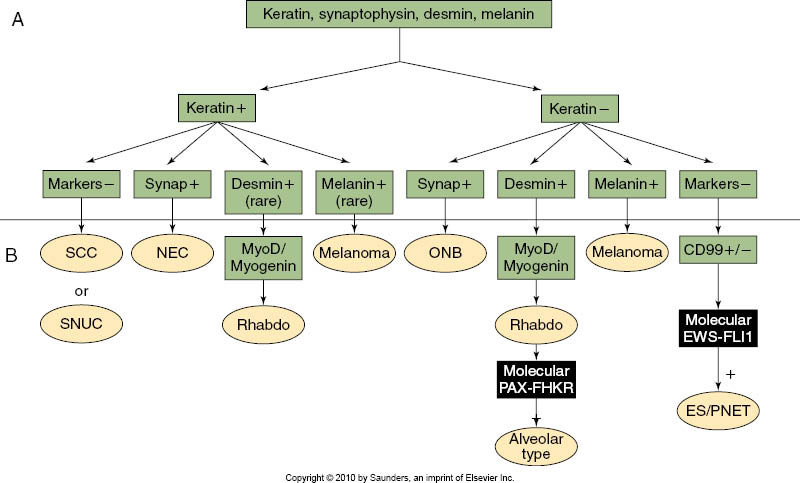 A
Keratin, synaptophysin, desmin, melanin
Keratin+
Keratin−
Markers−
Synap+
Desmin+
(rare)
Melanin+
(rare)
Synap+
Desmin+
Melanin+
Markers−
B
SCC
or
SNUC
NEC
MyoD/
Myogenin
Rhabdo
Melanoma
ONB
MyoD/
Myogenin
Rhabdo
Molecular
PAX-FHKR
+
Alveolar
type
Melanoma
CD99+/−
Molecular
EWS-FLI1
+
ES/PNET
Copyright © 2010 by Saunders, an imprint of Elsevier Inc.